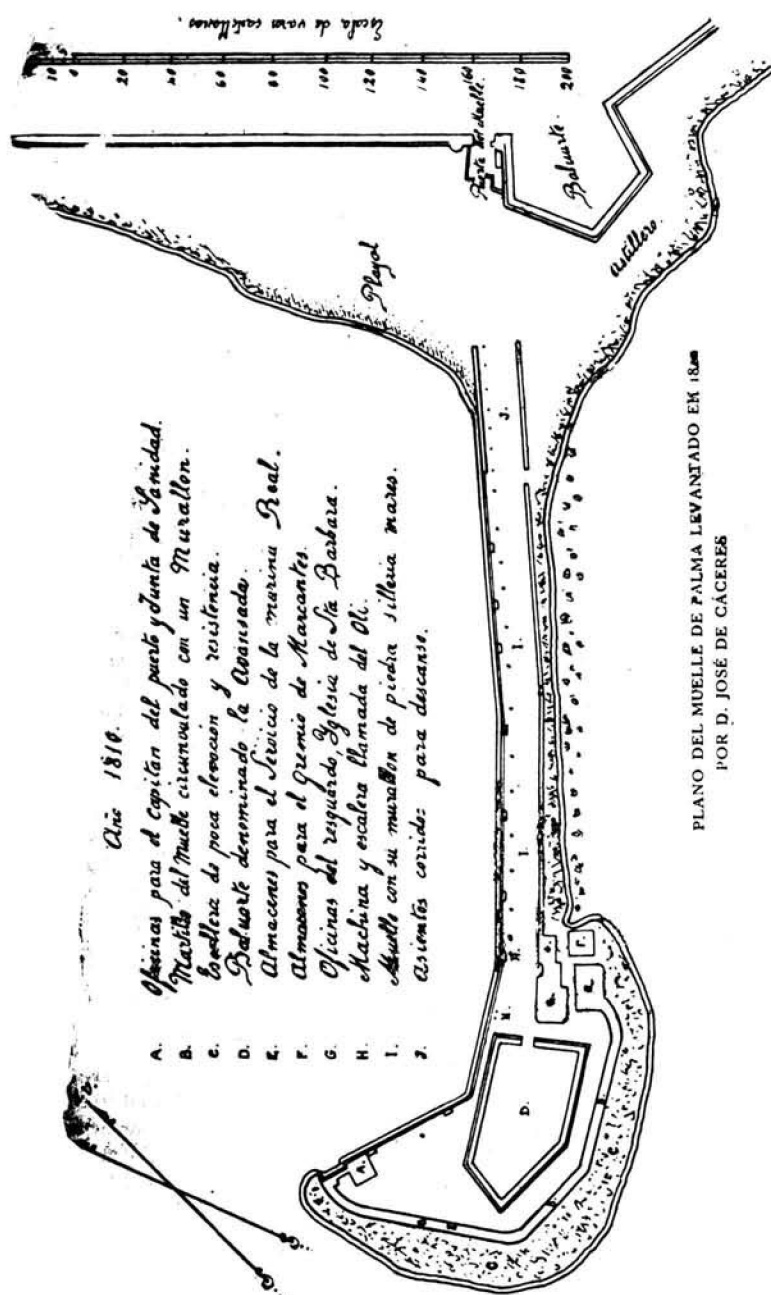 Escala de varas castellanas.
10 0 20 40 60 80 100 120 140 160 180 200
Año 1810.
A. Oficinas para el capitan del puerto y Junta de Sanidad.
B. Martillo del Muelle circunvalado con un Murallon.
C. Escollera de poca elevacion y resistencia.
D. Baluarte denominado la Avansada.
E. Almacenes para el Servicio de la marina Real.
F. Almacenes para el Gremio de Mareantes.
G. Oficinas del resguardo, Yglesia de Sta Barbara.
H. Machina y escalera llamada del Oli.
I. Muelle con su murallon de piedra silleria mares.
J. Asientos corridos para descanso.
Playa
Puerta del Muelle.
Baluarte.
Astillero
J.
I.
I.
H.
H.
G.
G.
F.
E.
D.
C.
C.
A.
B.
PLANO DEL MUELLE DE PALMA LEVANTADO EM
POR D. JOSÉ DE CÁCERES